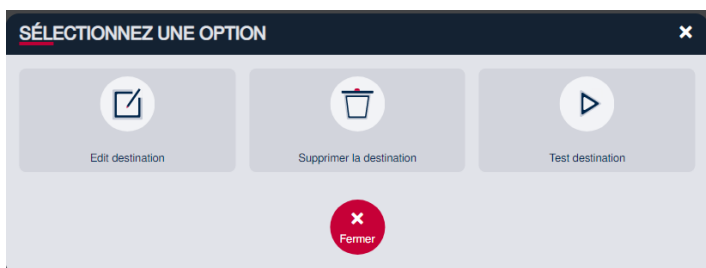 SÉLECTIONNEZ UNE OPTION
Edit destination
Supprimer la destination
Test destination
Fermer